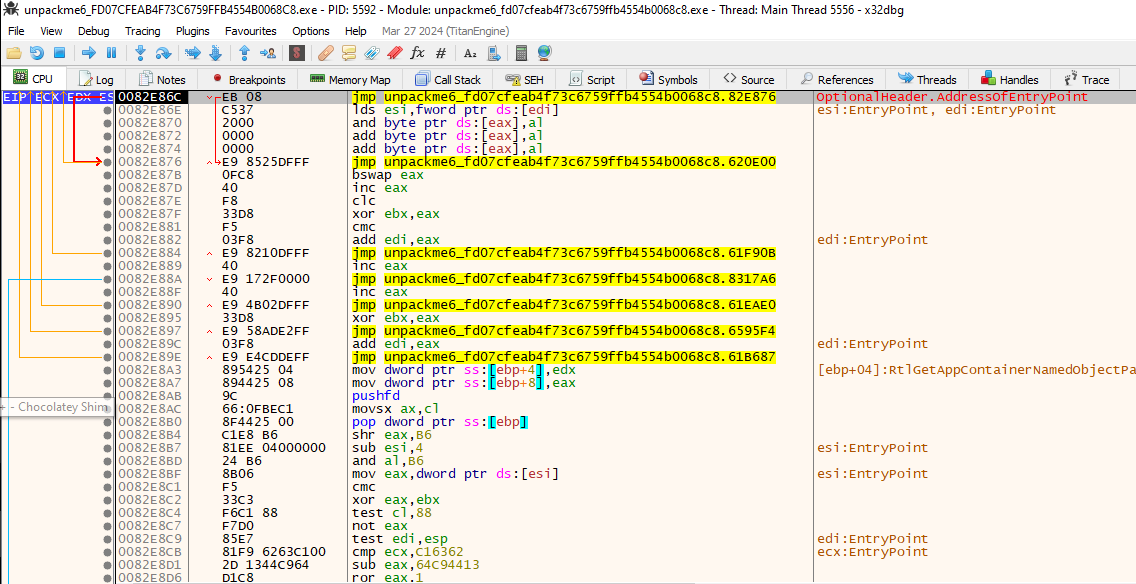 unpackme6_FD07CFEAB4F73C6759FFB4554B0068C8.exe - PID: 5592 - Module: unpackme6_fd07cfeab4f73c6759ffb4554b0068c8.exe - Thread: Main Thread 5556 - x32dbg
File View Debug Tracing Plugins Favourites Options Help Mar 27 2024 (TitanEngine)
CPU Log Notes Breakpoints Memory Map Call Stack SEH Script Symbols Source References Threads Handles Trace
EIP ECX EDX ES 0082E86C EB 08 jmp unpackme6_fd07cfeab4f73c6759ffb4554b0068c8.82E876 OptionalHeader.AddressOfEntryPoint
0082E86E C537 lds esi,fword ptr ds:[edi] esi:EntryPoint, edi:EntryPoint
0082E870 2000 and byte ptr ds:[eax],al
0082E872 0000 add byte ptr ds:[eax],al
0082E874 0000 add byte ptr ds:[eax],al
0082E876 E9 8525DFFF jmp unpackme6_fd07cfeab4f73c6759ffb4554b0068c8.620E00
0082E87B 0FC8 bswap eax
0082E87D 40 inc eax
0082E87E F8 clc
0082E87F 33D8 xor ebx,eax
0082E881 F5 cmc
0082E882 03F8 add edi,eax edi:EntryPoint
0082E884 E9 8210DFFF jmp unpackme6_fd07cfeab4f73c6759ffb4554b0068c8.61F90B
0082E889 40 inc eax
0082E88A E9 172F0000 jmp unpackme6_fd07cfeab4f73c6759ffb4554b0068c8.8317A6
0082E88F 40 inc eax
0082E890 E9 4B02DFFF jmp unpackme6_fd07cfeab4f73c6759ffb4554b0068c8.61EAE0
0082E895 33D8 xor ebx,eax
0082E897 E9 58ADE2FF jmp unpackme6_fd07cfeab4f73c6759ffb4554b0068c8.6595F4
0082E89C 03F8 add edi,eax edi:EntryPoint
0082E89E E9 E4CDDEFF jmp unpackme6_fd07cfeab4f73c6759ffb4554b0068c8.61B687
0082E8A3 895425 04 mov dword ptr ss:[ebp+4],edx [ebp+04]:RtlGetAppContainerNamedObjectPa
0082E8A7 894425 08 mov dword ptr ss:[ebp+8],eax
0082E8AB 9C pushfd
+ - Chocolatey Shim 0082E8AC 66:0FBEC1 movsx ax,cl
0082E8B0 8F4425 00 pop dword ptr ss:[ebp]
0082E8B4 C1E8 B6 shr eax,B6
0082E8B7 81EE 04000000 sub esi,4 esi:EntryPoint
0082E8BD 24 B6 and al,B6
0082E8BF 8B06 mov eax,dword ptr ds:[esi] esi:EntryPoint
0082E8C1 F5 cmc
0082E8C2 33C3 xor eax,ebx
0082E8C4 F6C1 88 test cl,88
0082E8C7 F7D0 not eax
0082E8C9 85E7 test edi,esp edi:EntryPoint
0082E8CB 81F9 6263C100 cmp ecx,C16362 ecx:EntryPoint
0082E8D1 2D 1344C964 sub eax,64C94413
0082E8D6 D1C8 ror eax,1